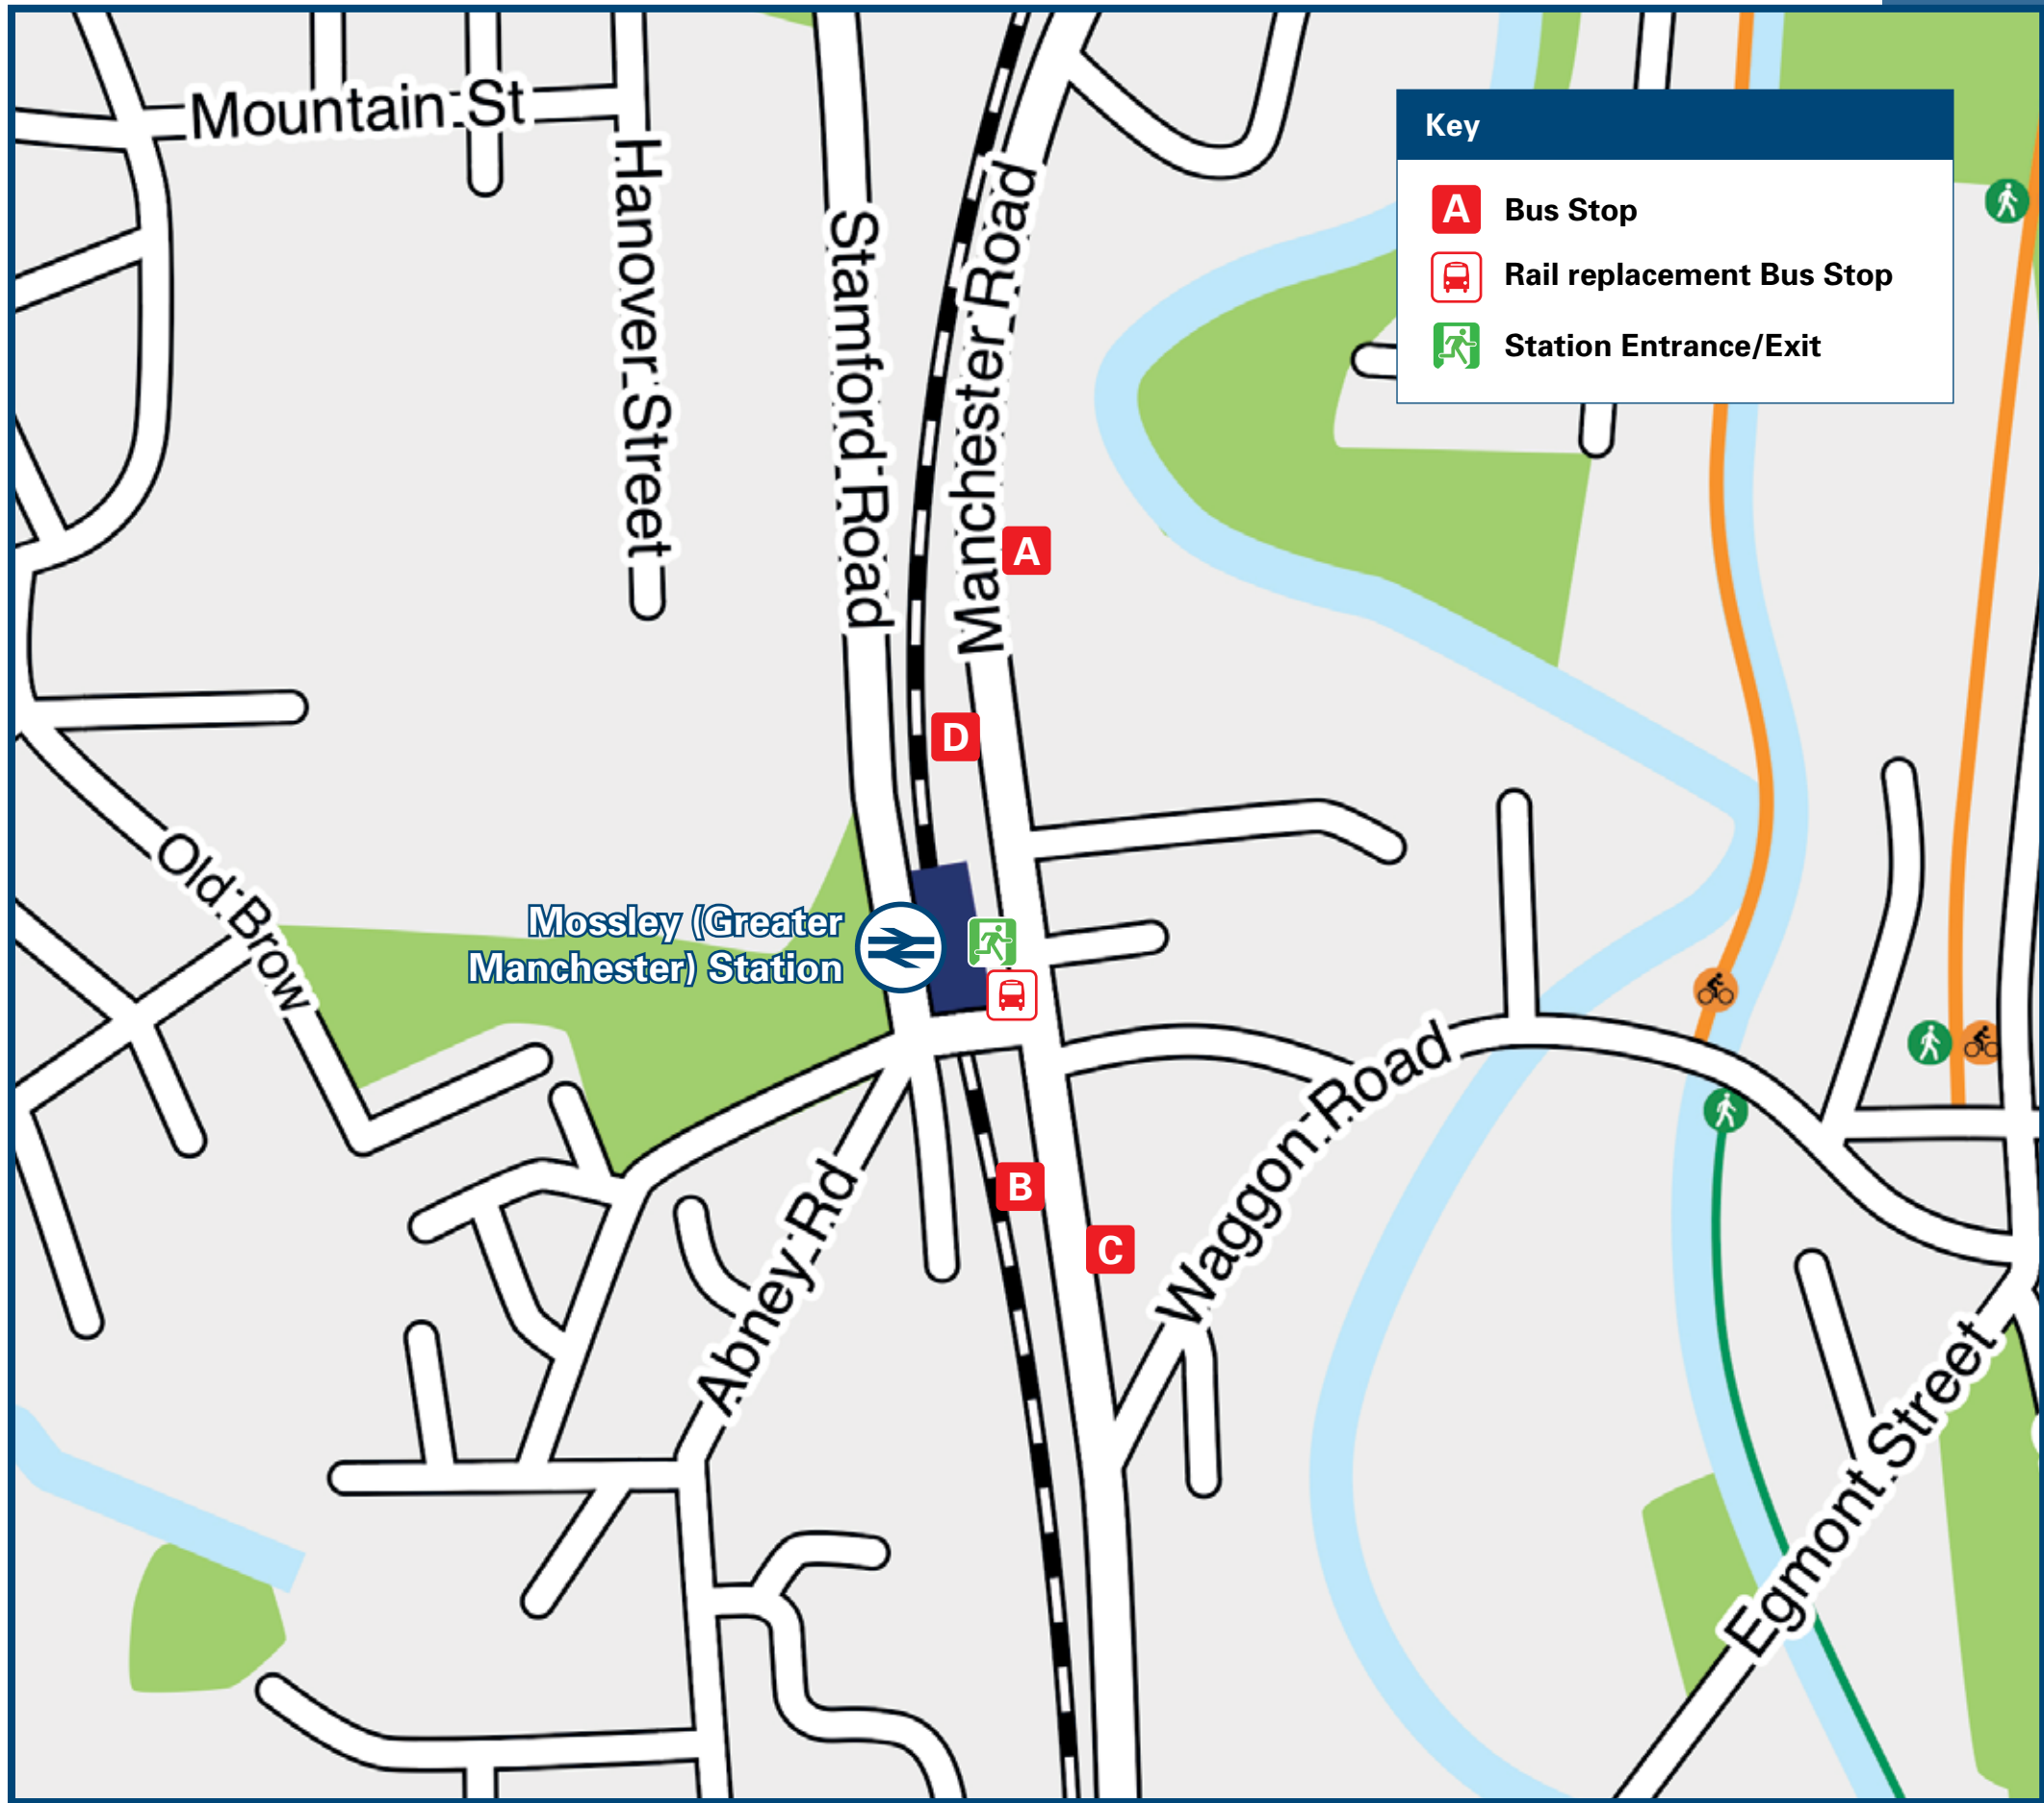 Mountain St
Hanover Street
Stamford Road
Manchester Road
Key
A Bus Stop
Rail replacement Bus Stop
Station Entrance/Exit
A
D
Old Brow
Mossley (Greater
Manchester) Station
Waggon Road
B
C
Abney Rd
Egmont Street